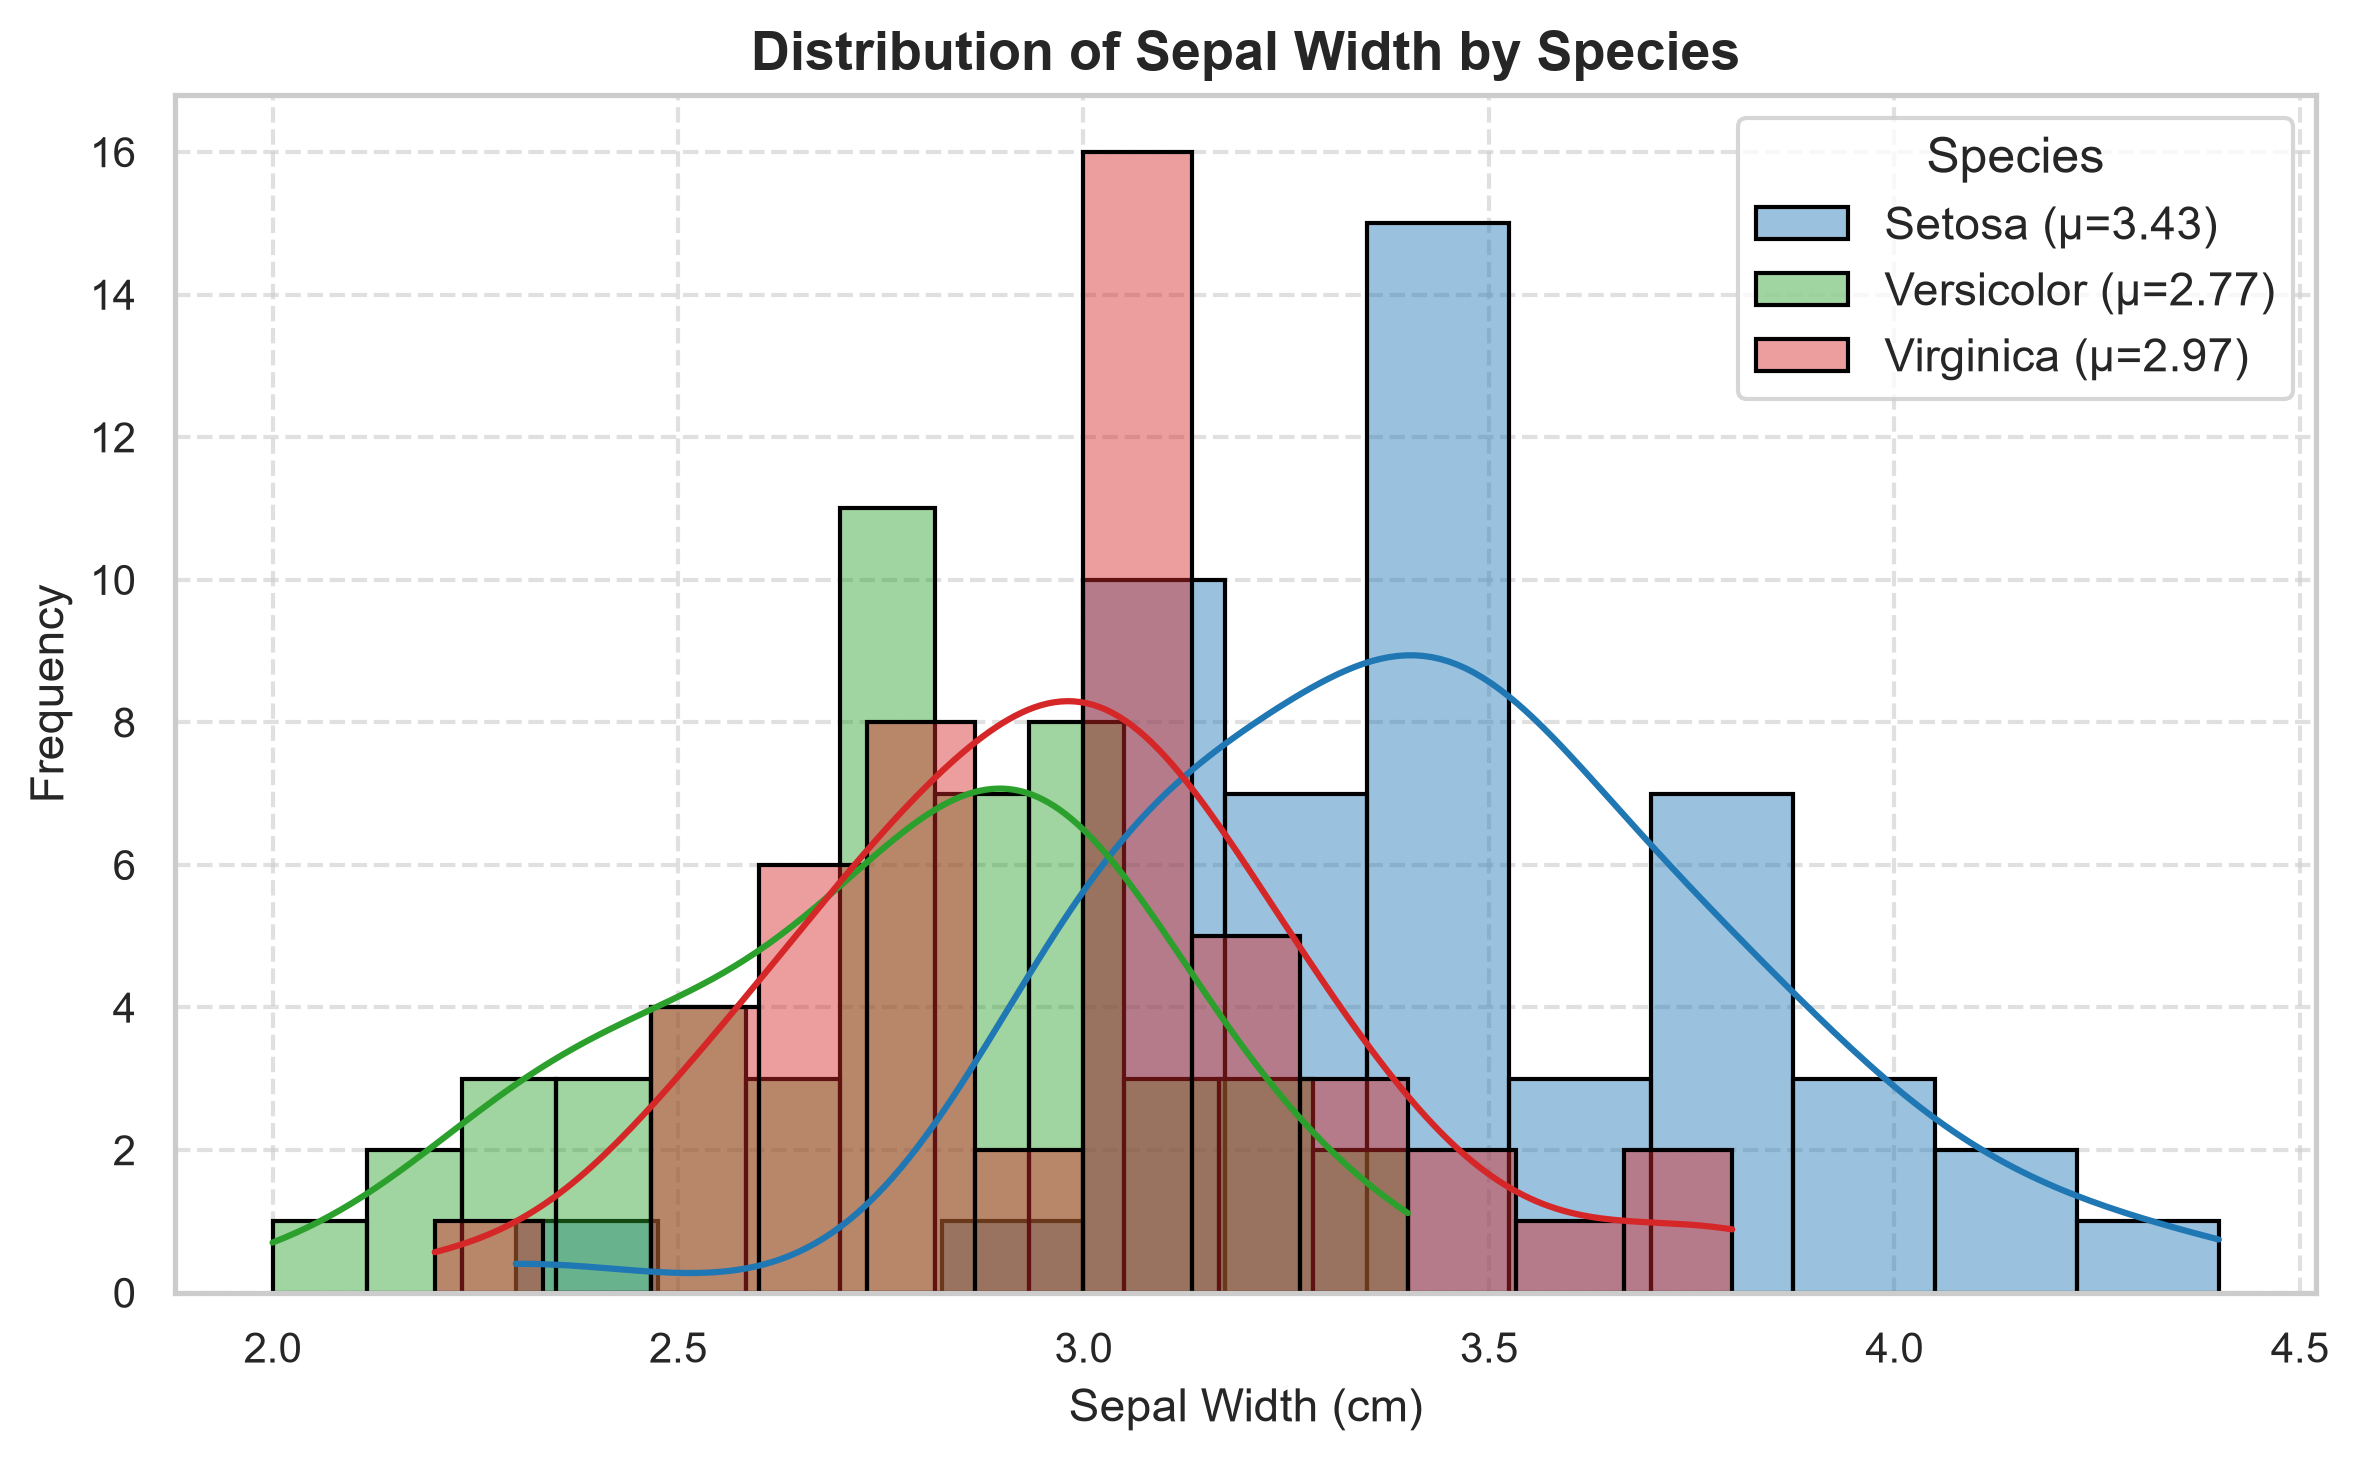 Distribution of Sepal Width by Species
Species
Setosa (μ=3.43)
Versicolor (μ=2.77)
Virginica (μ=2.97)
Frequency
16
14
12
10
8
6
4
2
0
2.0 2.5 3.0 3.5 4.0 4.5
Sepal Width (cm)